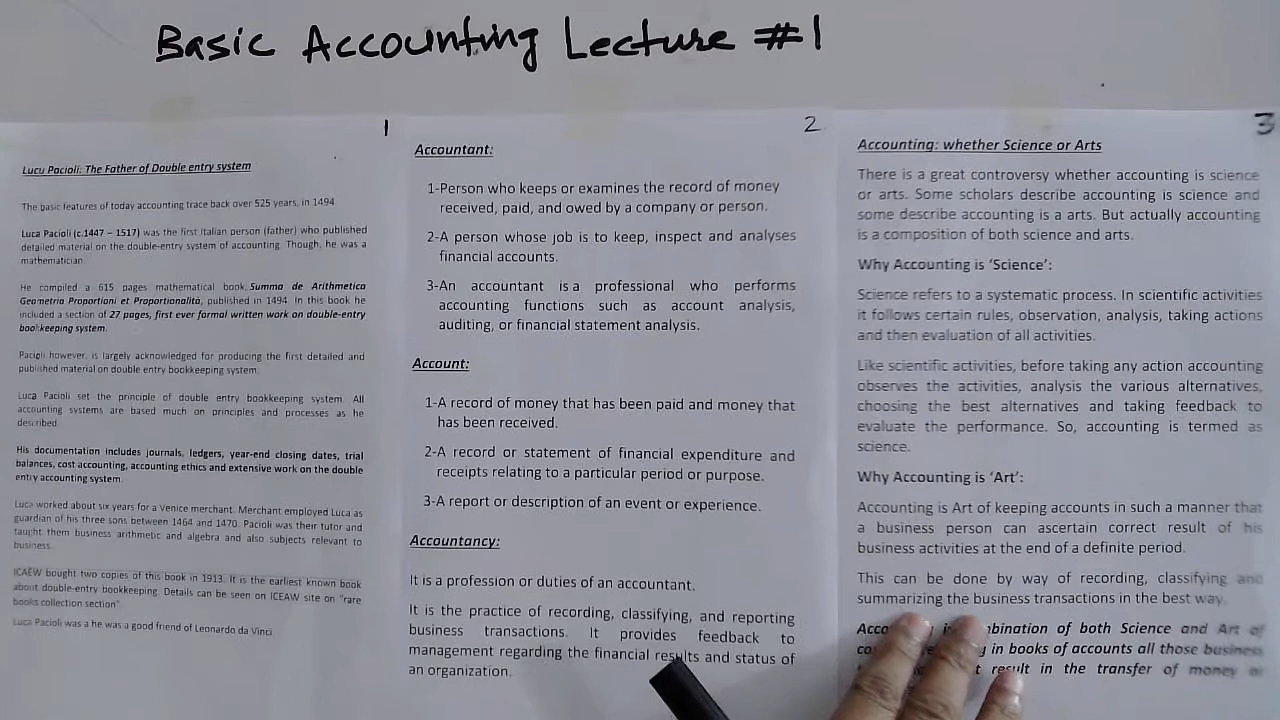 Basic Accounting Lecture #1
1
Lucu Pacioli: The Father of Double entry system
The basic features of today accounting trace back over 525 years, in 1494
Luca Pacioli (c.1447 – 1517) was the first Italian person (father) who published
detailed material on the double-entry system of accounting. Though, he was a
mathematician.
He compiled a 615 pages mathematical book, Summa de Arithmetica
Geometria Proportioni et Proportionalità, published in 1494. In this book he
included a section of 27 pages, first ever formal written work on double-entry
bookkeeping system.
Pacioli however, is largely acknowledged for producing the first detailed and
published material on double entry bookkeeping system.
Luca Pacioli set the principle of double entry bookkeeping system. All
accounting systems are based much on principles and processes as he
described.
His documentation includes journals, ledgers, year-end closing dates, trial
balances, cost accounting, accounting ethics and extensive work on the double
entry accounting system.
Luca worked about six years for a Venice merchant. Merchant employed Luca as
guardian of his three sons between 1464 and 1470. Pacioli was their tutor and
taught them business arithmetic and algebra and also subjects relevant to
business.
ICAEW bought two copies of this book in 1913. It is the earliest known book
about double-entry bookkeeping. Details can be seen on ICEAW site on "rare
books collection section"
Luca Pacioli was a he was a good friend of Leonardo da Vinci
2
Accountant:
1-Person who keeps or examines the record of money
received, paid, and owed by a company or person.
2-A person whose job is to keep, inspect and analyses
financial accounts.
3-An accountant is a professional who performs
accounting functions such as account analysis,
auditing, or financial statement analysis.
Account:
1-A record of money that has been paid and money that
has been received.
2-A record or statement of financial expenditure and
receipts relating to a particular period or purpose.
3-A report or description of an event or experience.
Accountancy:
It is a profession or duties of an accountant.
It is the practice of recording, classifying, and reporting
business transactions. It provides feedback to
management regarding the financial results and status of
an organization.
3
Accounting: whether Science or Arts
There is a great controversy whether accounting is science
or arts. Some scholars describe accounting is science and
some describe accounting is a arts. But actually accounting
is a composition of both science and arts.
Why Accounting is 'Science':
Science refers to a systematic process. In scientific activities
it follows certain rules, observation, analysis, taking actions
and then evaluation of all activities.
Like scientific activities, before taking any action accounting
observes the activities, analysis the various alternatives,
choosing the best alternatives and taking feedback to
evaluate the performance. So, accounting is termed as
science.
Why Accounting is 'Art':
Accounting is Art of keeping accounts in such a manner that
a business person can ascertain correct result of his
business activities at the end of a definite period.
This can be done by way of recording, classifying and
summarizing the business transactions in the best way.
of both Science and Art of
in books of accounts all those business
result in the transfer of money or